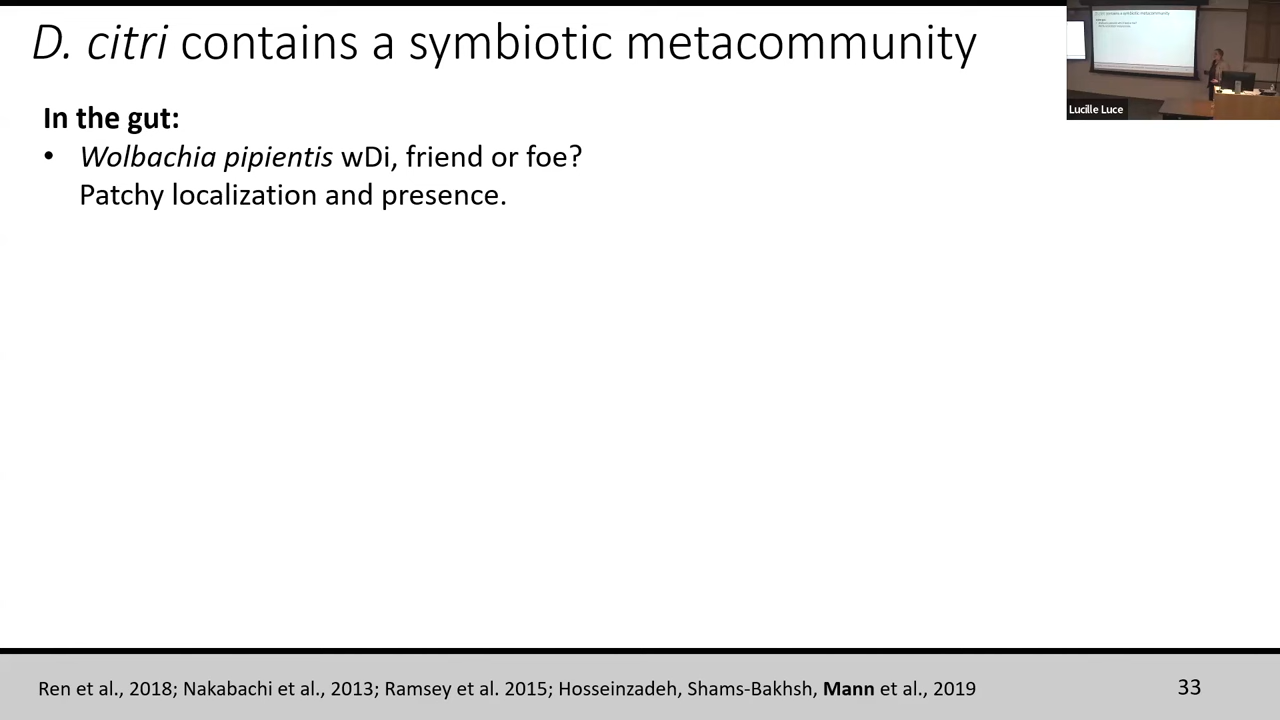 D. citri contains a symbiotic metacommunity
Lucille Luce
In the gut:
• Wolbachia pipientis wDi, friend or foe?
Patchy localization and presence.
Ren et al., 2018; Nakabachi et al., 2013; Ramsey et al. 2015; Hosseinzadeh, Shams-Bakhsh, Mann et al., 2019
33